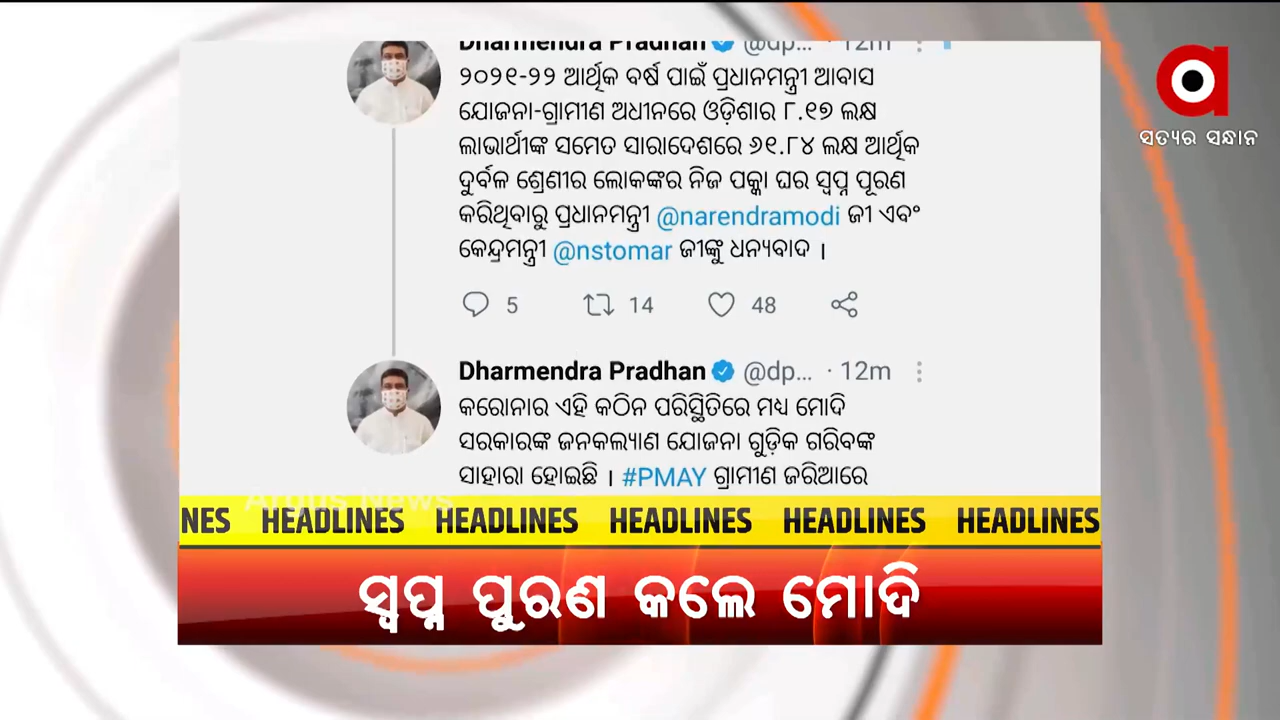 Dharmendra Pradhan @dp... · 12m
୨୦୨୧-୨୨ ଆର୍ଥିକ ବର୍ଷ ପାଇଁ ପ୍ରଧାନମନ୍ତ୍ରୀ ଆବାସ
ଯୋଜନା-ଗ୍ରାମୀଣ ଅଧୀନରେ ଓଡ଼ିଶାର ୮.୧୭ ଲକ୍ଷ
ଲାଭାର୍ଥୀଙ୍କ ସମେତ ସାରାଦେଶରେ ୬୧.୮୪ ଲକ୍ଷ ଆର୍ଥିକ
ଦୁର୍ବଳ ଶ୍ରେଣୀର ଲୋକଙ୍କର ନିଜ ପକ୍କା ଘର ସ୍ୱପ୍ନ ପୂରଣ
କରିଥିବାରୁ ପ୍ରଧାନମନ୍ତ୍ରୀ @narendramodi ଜୀ ଏବଂ
କେନ୍ଦ୍ରମନ୍ତ୍ରୀ @nstomar ଜୀଙ୍କୁ ଧନ୍ୟବାଦ ।
5 14 48
Dharmendra Pradhan @dp... · 12m
କରୋନାର ଏହି କଠିନ ପରିସ୍ଥିତିରେ ମଧ୍ୟ ମୋଦି
ସରକାରଙ୍କ ଜନକଲ୍ୟାଣ ଯୋଜନା ଗୁଡ଼ିକ ଗରିବଙ୍କ
ସାହାରା ହୋଇଛି । #PMAY ଗ୍ରାମୀଣ ଜରିଆରେ
Argus News
NES HEADLINES HEADLINES HEADLINES HEADLINES HEADLINES
ସ୍ୱପ୍ନ ପୁରଣ କଲେ ମୋଦି
ସତ୍ୟର ସନ୍ଧାନ